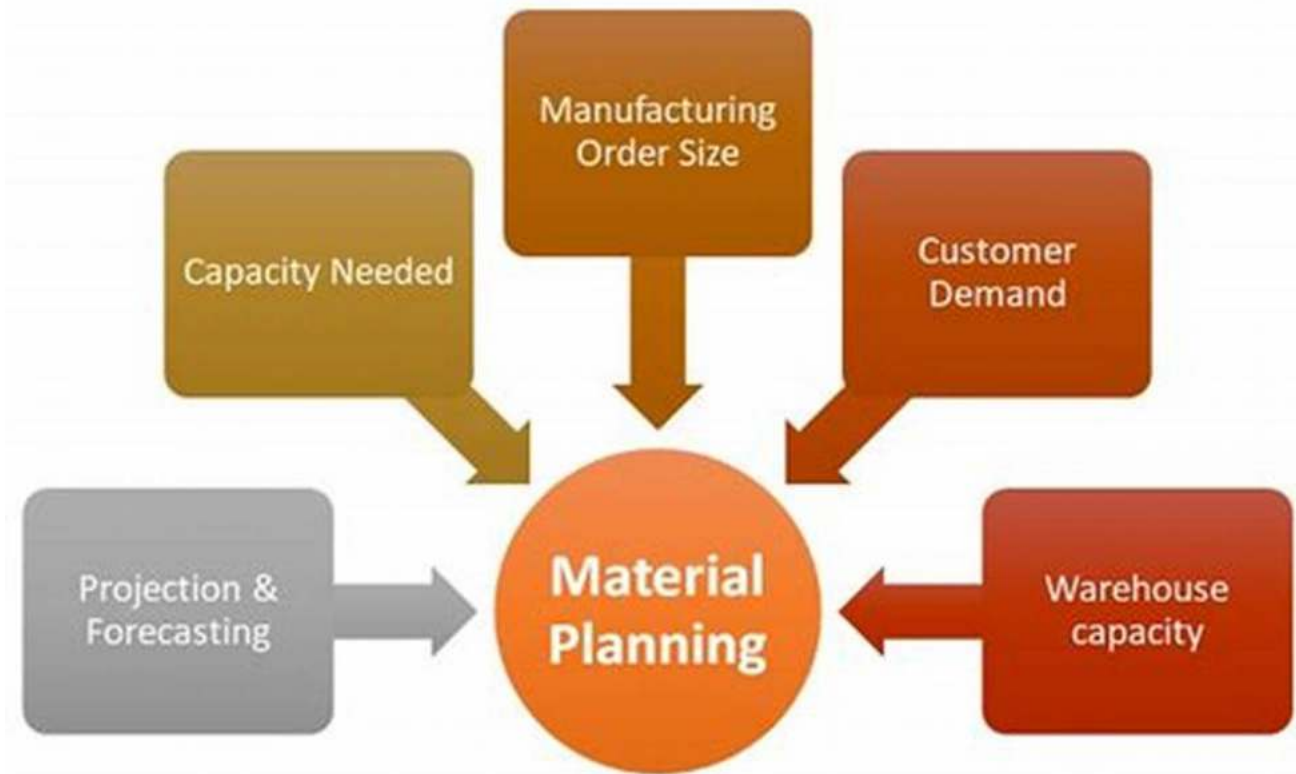 Manufacturing
Order Size
Capacity Needed
Customer
Demand
Projection &
Forecasting
Material
Planning
Warehouse
capacity